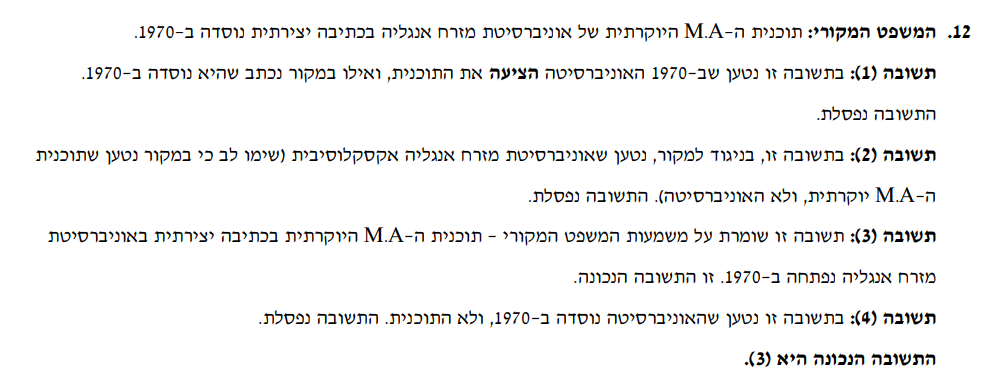 12. המשפט המקורי: תוכנית ה-M.A היוקרתית של אוניברסיטת מזרח אנגליה בכתיבה יצירתית נוסדה ב-1970.
תשובה (1): בתשובה זו נטען שב-1970 האוניברסיטה הציעה את התוכנית, ואילו במקור נכתב שהיא נוסדה ב-1970.
התשובה נפסלת.
תשובה (2): בתשובה זו, בניגוד למקור, נטען שאוניברסיטת מזרח אנגליה אקסקלוסיבית (שימו לב כי במקור נטען שתוכנית
ה-M.A יוקרתית, ולא האוניברסיטה). התשובה נפסלת.
תשובה (3): תשובה זו שומרת על משמעות המשפט המקורי - תוכנית ה-M.A היוקרתית בכתיבה יצירתית באוניברסיטת
מזרח אנגליה נפתחה ב-1970. זו התשובה הנכונה.
תשובה (4): בתשובה זו נטען שהאוניברסיטה נוסדה ב-1970, ולא התוכנית. התשובה נפסלת.
התשובה הנכונה היא (3).